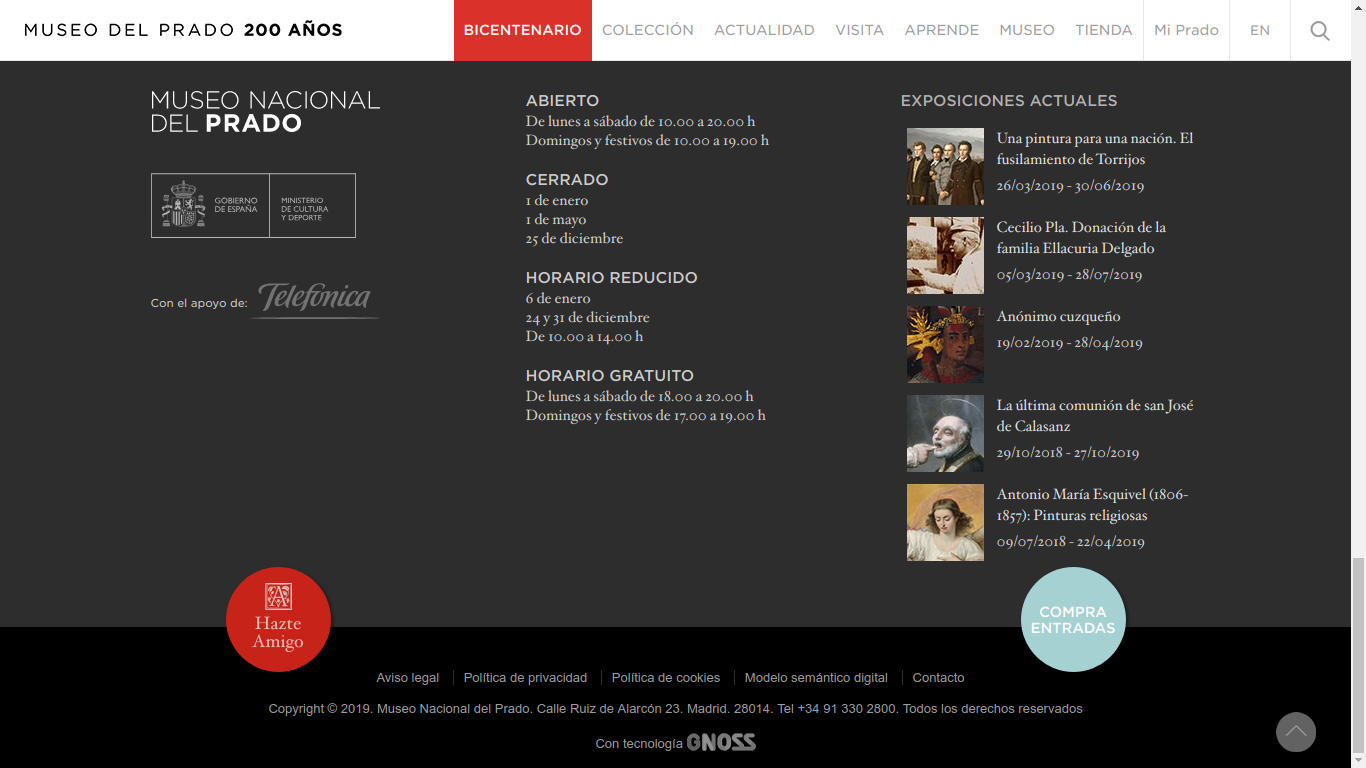 MUSEO DEL PRADO 200 AÑOS
BICENTENARIO
COLECCIÓN
ACTUALIDAD
VISITA
APRENDE
MUSEO
TIENDA
Mi Prado
EN
MUSEO NACIONAL
DEL PRADO
GOBIERNO
DE ESPAÑA
MINISTERIO
DE CULTURA
Y DEPORTE
Con el apoyo de: Telefónica
ABIERTO
De lunes a sábado de 10.00 a 20.00 h
Domingos y festivos de 10.00 a 19.00 h
CERRADO
1 de enero
1 de mayo
25 de diciembre
HORARIO REDUCIDO
6 de enero
24 y 31 de diciembre
De 10.00 a 14.00 h
HORARIO GRATUITO
De lunes a sábado de 18.00 a 20.00 h
Domingos y festivos de 17.00 a 19.00 h
EXPOSICIONES ACTUALES
Una pintura para una nación. El
fusilamiento de Torrijos
26/03/2019 - 30/06/2019
Cecilio Pla. Donación de la
familia Ellacuria Delgado
05/03/2019 - 28/07/2019
Anónimo cuzqueño
19/02/2019 - 28/04/2019
La última comunión de san José
de Calasanz
29/10/2018 - 27/10/2019
Antonio María Esquivel (1806-
1857): Pinturas religiosas
09/07/2018 - 22/04/2019
A
Hazte
Amigo
COMPRA
ENTRADAS
Aviso legal
Política de privacidad
Política de cookies
Modelo semántico digital
Contacto
Copyright © 2019. Museo Nacional del Prado. Calle Ruiz de Alarcón 23. Madrid. 28014. Tel +34 91 330 2800. Todos los derechos reservados
Con tecnología GNOSS